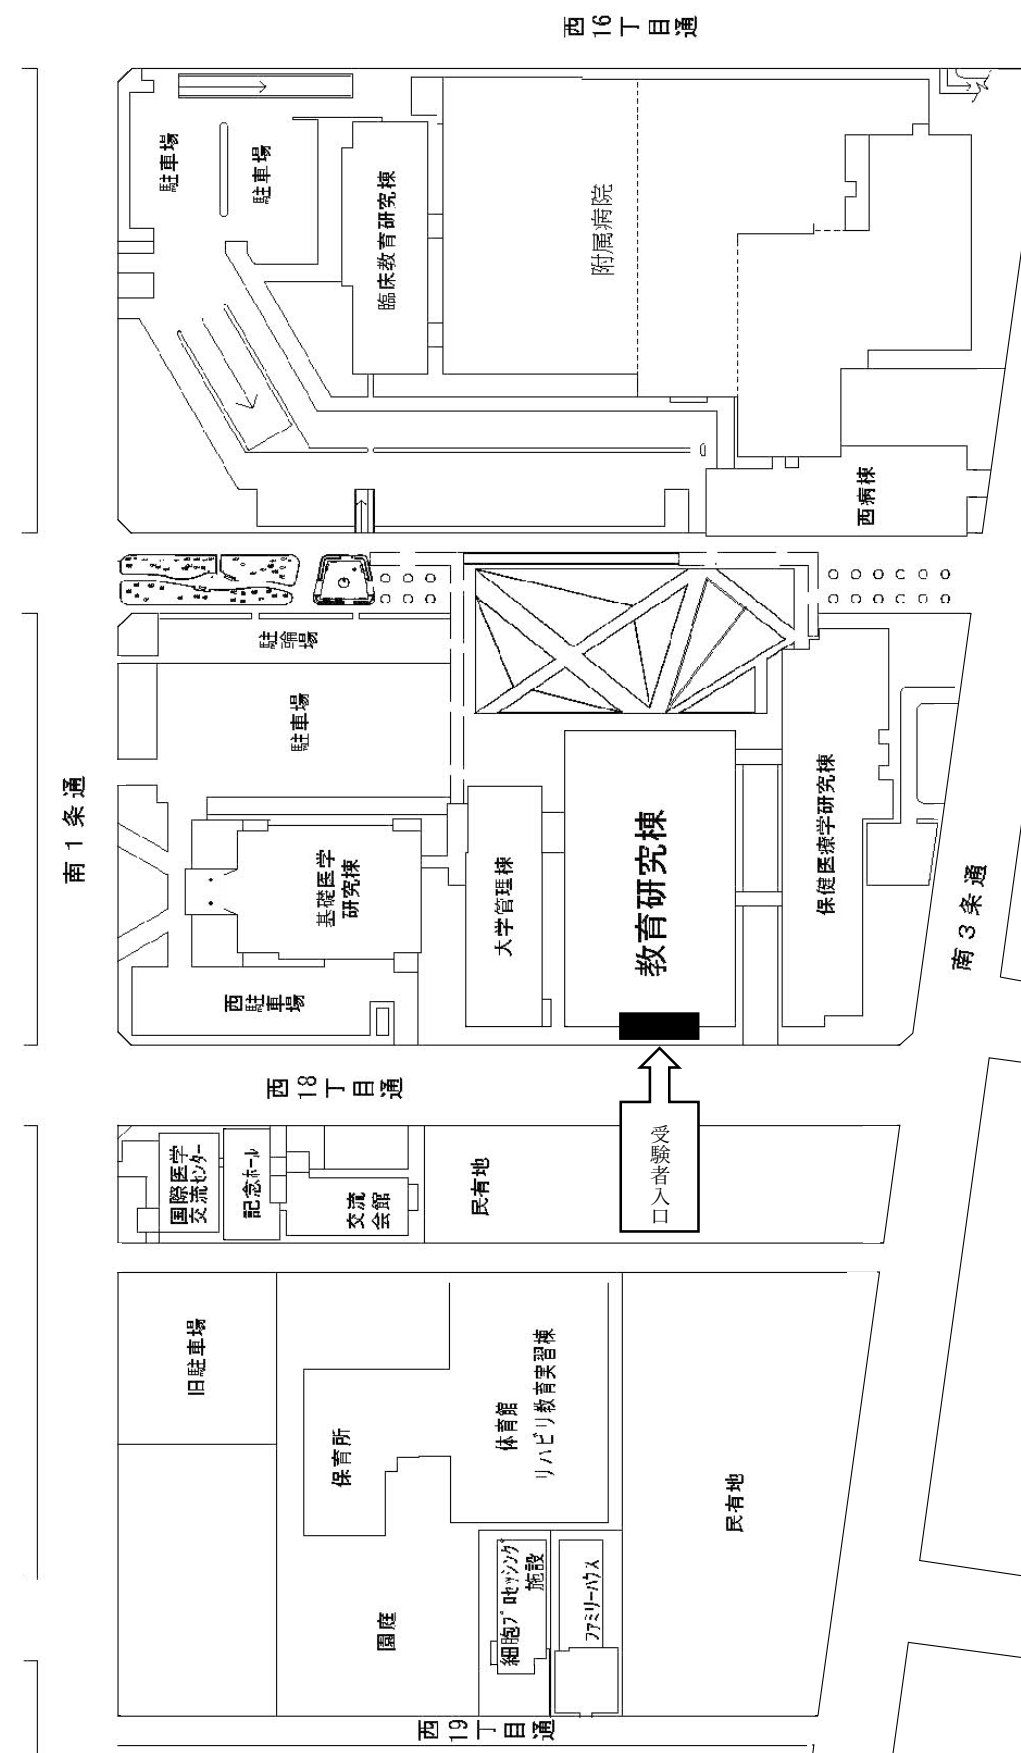 西16丁目通
駐車場
駐車場
臨床教育研究棟
附属病院
西病棟
駐輪場
駐車場
南1条通
基礎医学
研究棟
大学管理棟
教育研究棟
保健医療学研究棟
南3条通
西駐車場
西18丁目通
受験者入口
国際医学
交流センター
記念ホール
交流
会館
民有地
旧駐車場
保育所
体育館
リハビリ教育実習棟
民有地
園庭
細胞プロセッシング
施設
ファミリーハウス
西19丁目通